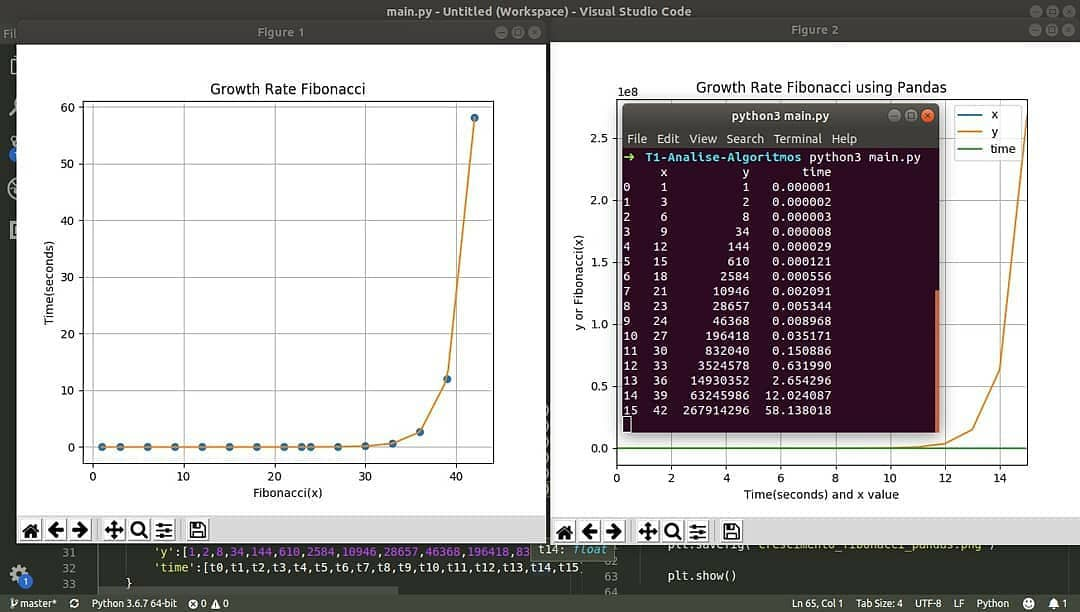 main.py - Untitled (Workspace) - Visual Studio Code
Figure 1
Growth Rate Fibonacci
60
50
40
30
20
10
0
Time(seconds)
0 10 20 30 40
Fibonacci(x)
Figure 2
1e8
Growth Rate Fibonacci using Pandas
x
y
time
2.5
2.0
1.5
1.0
0.5
0.0
y or Fibonacci(x)
0 2 4 6 8 10 12 14
Time(seconds) and x value
python3 main.py
File Edit View Search Terminal Help
→ T1-Analise-Algoritmos python3 main.py
x y time
0 1 1 0.000001
1 3 2 0.000002
2 6 8 0.000003
3 9 34 0.000008
4 12 144 0.000029
5 15 610 0.000121
6 18 2584 0.000556
7 21 10946 0.002091
8 23 28657 0.005344
9 24 46368 0.008968
10 27 196418 0.035171
11 30 832040 0.150886
12 33 3524578 0.631990
13 36 14930352 2.654296
14 39 63245986 12.024087
15 42 267914296 58.138018
31 'y':[1,2,8,34,144,610,2584,10946,28657,46368,196418,83
t14: float
32 'time':[t0,t1,t2,t3,t4,t5,t6,t7,t8,t9,t10,t11,t12,t13,t14,t15
33 }
62 plt.savefig("crescimento_fibonacci_pandas.png")
63 plt.show()
64
1
master* Python 3.6.7 64-bit 0 0 Ln 65, Col 1 Tab Size: 4 UTF-8 LF Python 1